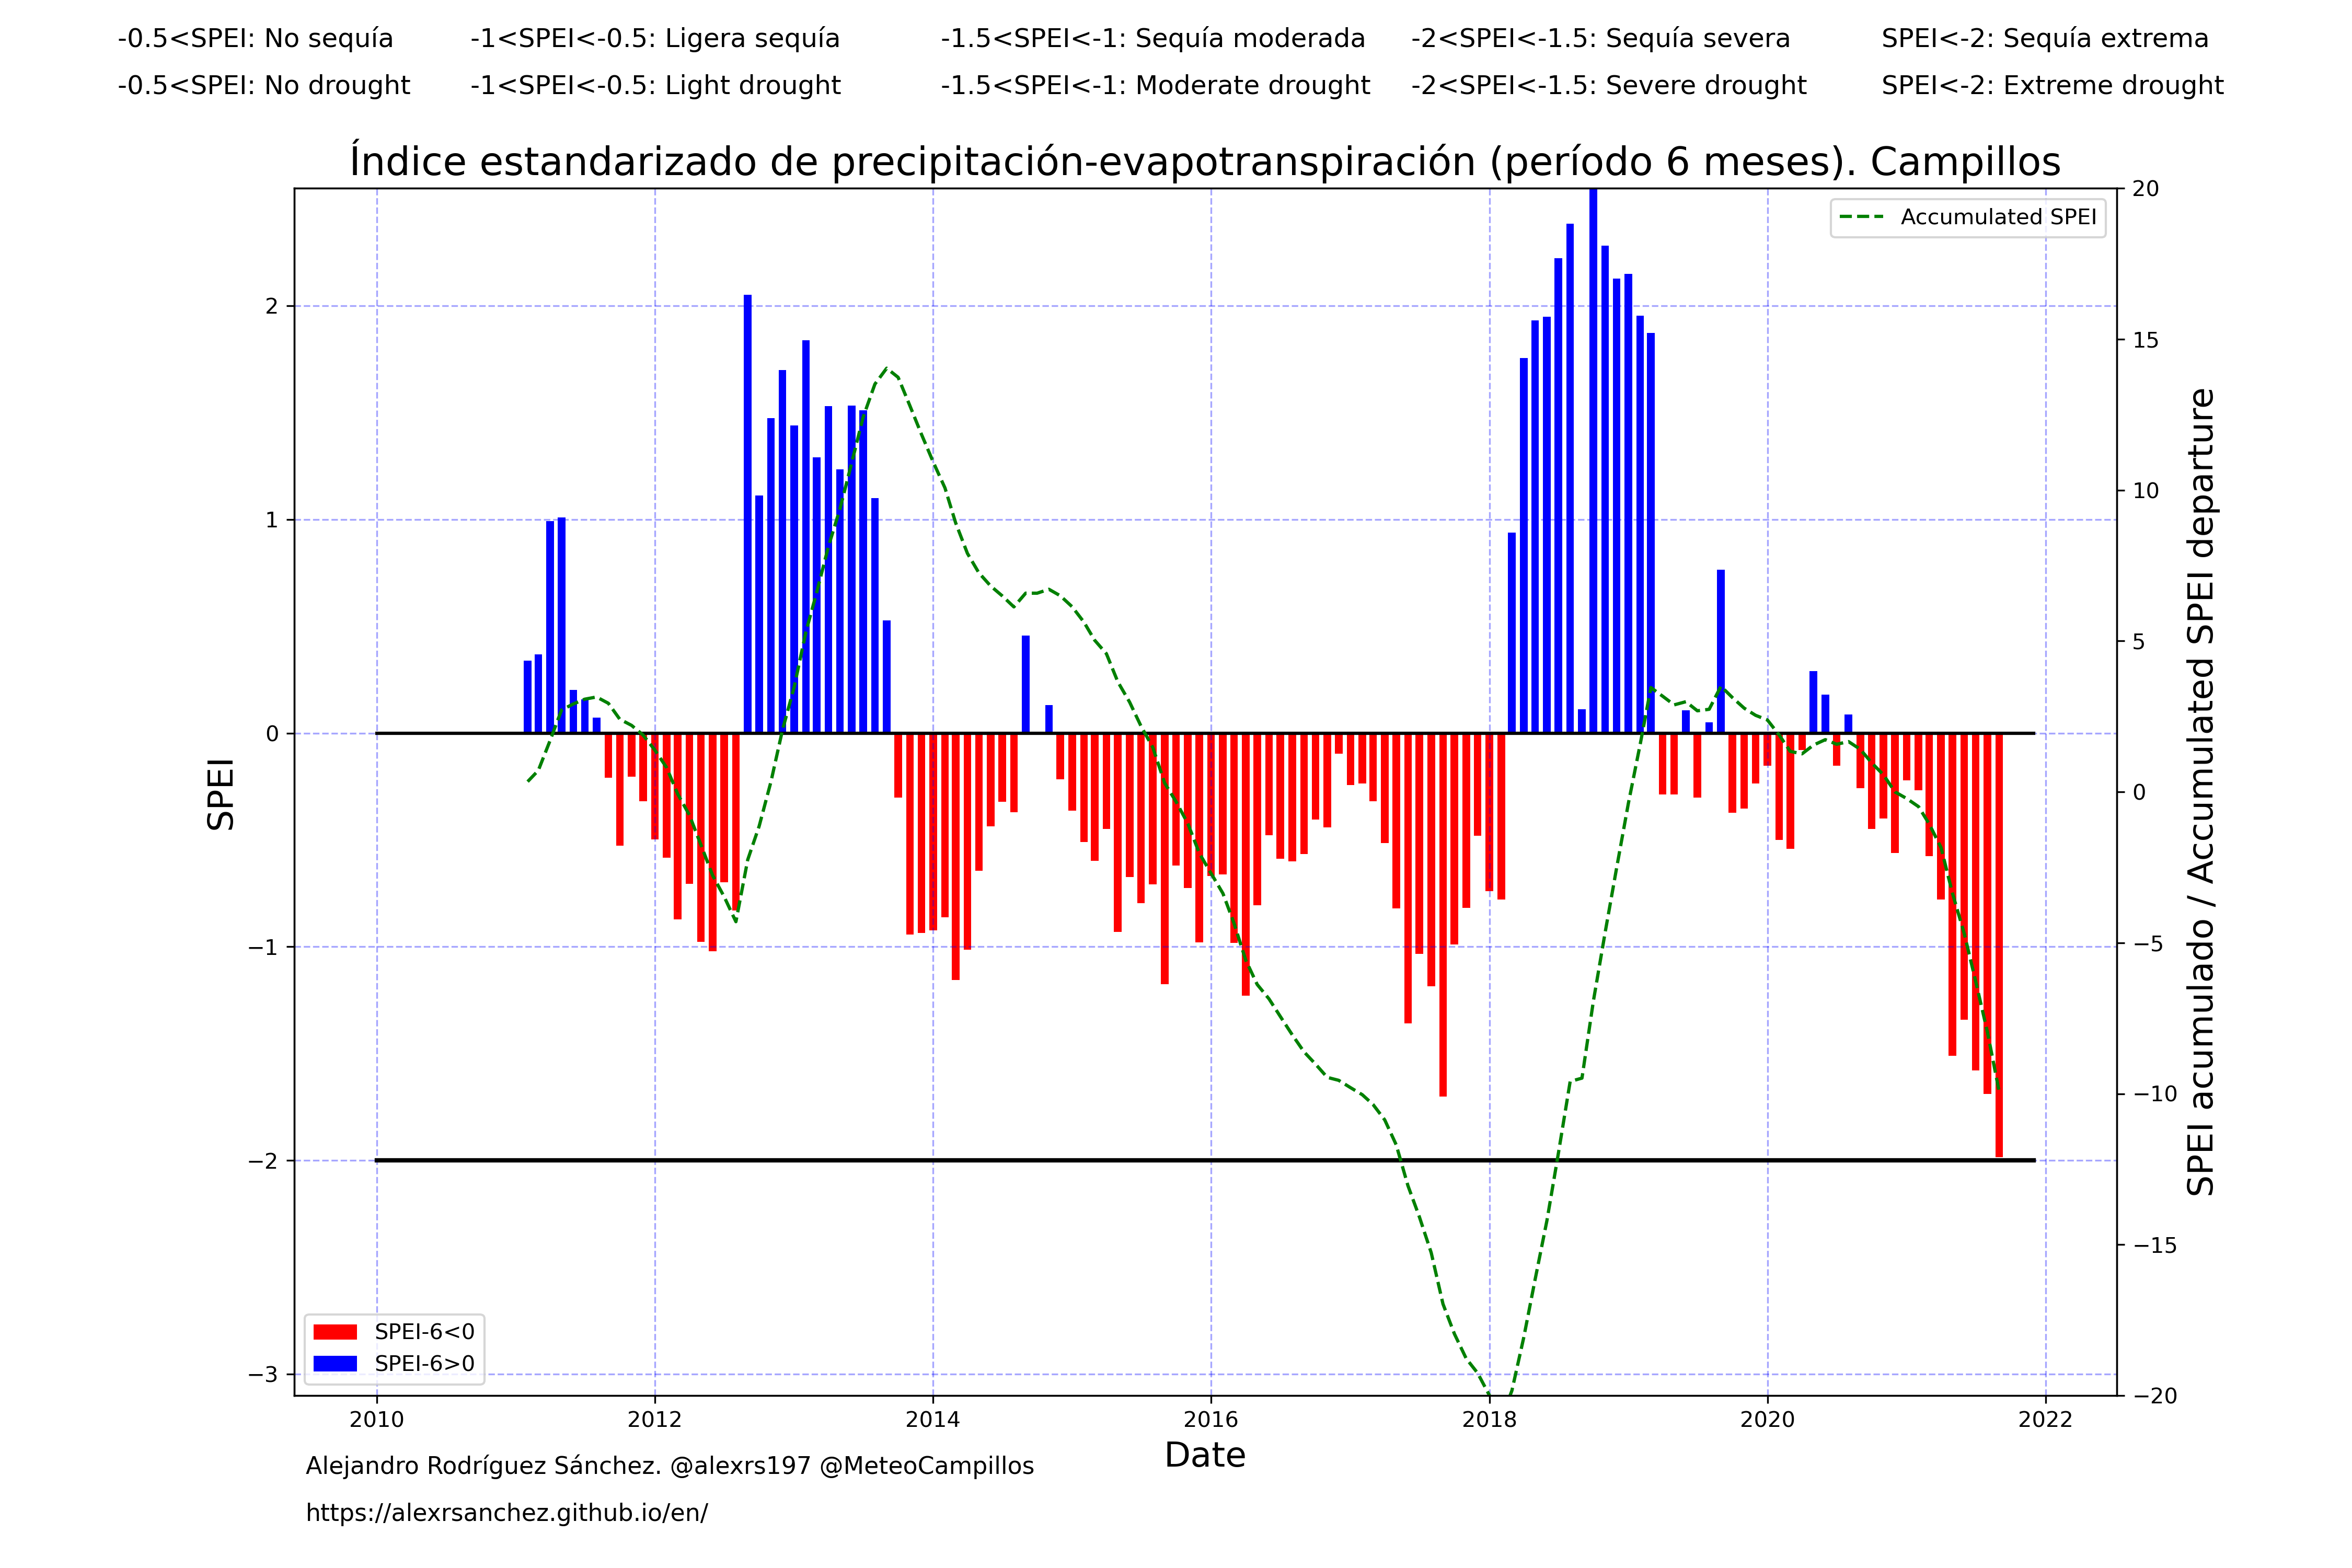 -0.5<SPEI: No sequía -1<SPEI<-0.5: Ligera sequía -1.5<SPEI<-1: Sequía moderada -2<SPEI<-1.5: Sequía severa SPEI<-2: Sequía extrema
-0.5<SPEI: No drought -1<SPEI<-0.5: Light drought -1.5<SPEI<-1: Moderate drought -2<SPEI<-1.5: Severe drought SPEI<-2: Extreme drought
Índice estandarizado de precipitación-evapotranspiración (período 6 meses). Campillos
Accumulated SPEI
SPEI
2
1
0
−1
−2
−3
SPEI-6<0
SPEI-6>0
20
15
10
5
0
−5
−10
−15
−20
SPEI acumulado / Accumulated SPEI departure
2010 2012 2014 2016 2018 2020 2022
Date
Alejandro Rodríguez Sánchez. @alexrs197 @MeteoCampillos
https://alexrsanchez.github.io/en/